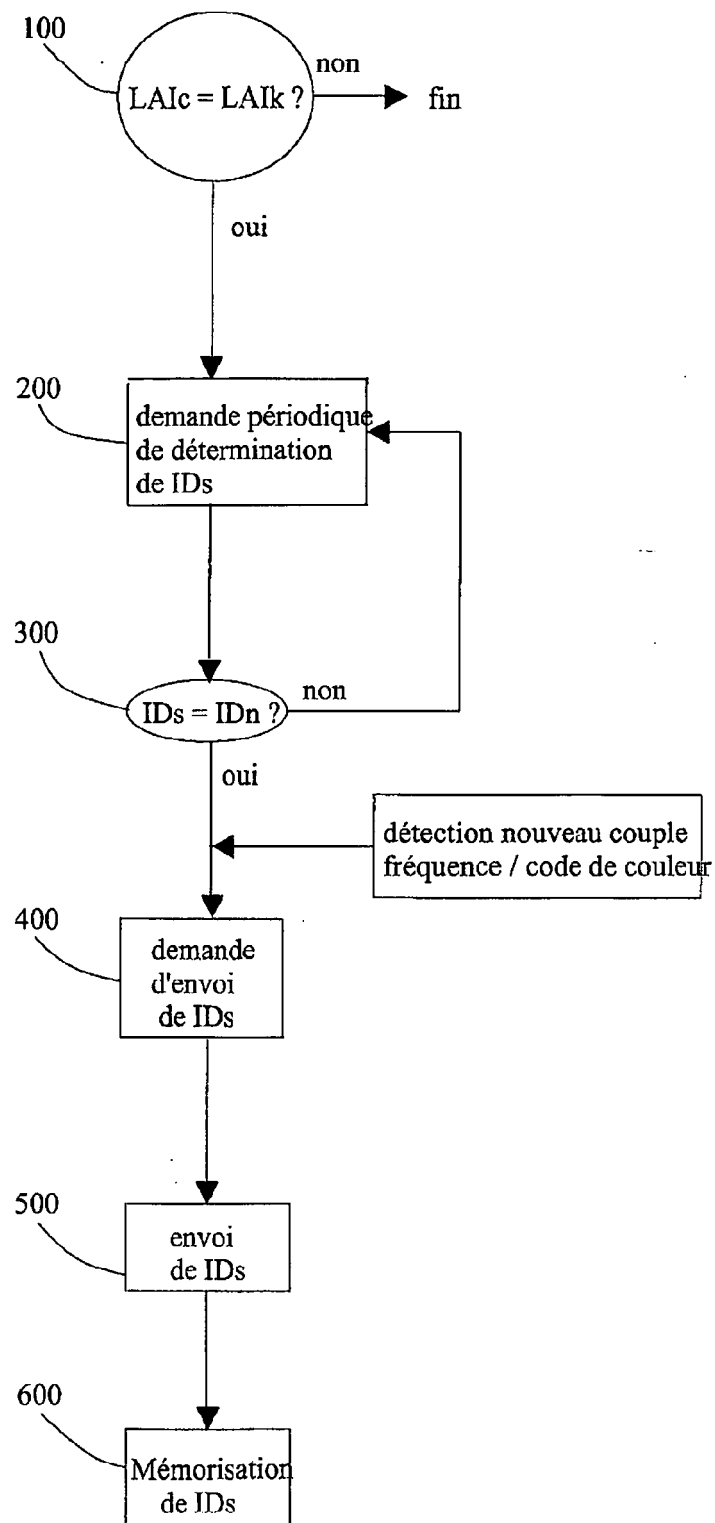 100
non
LAIc = LAIk ?
fin
oui
200
demande périodique
de détermination
de IDs
300
non
IDs = IDn ?
oui
détection nouveau couple
fréquence / code de couleur
400
demande
d'envoi
de IDs
500
envoi
de IDs
600
Mémorisation
de IDs